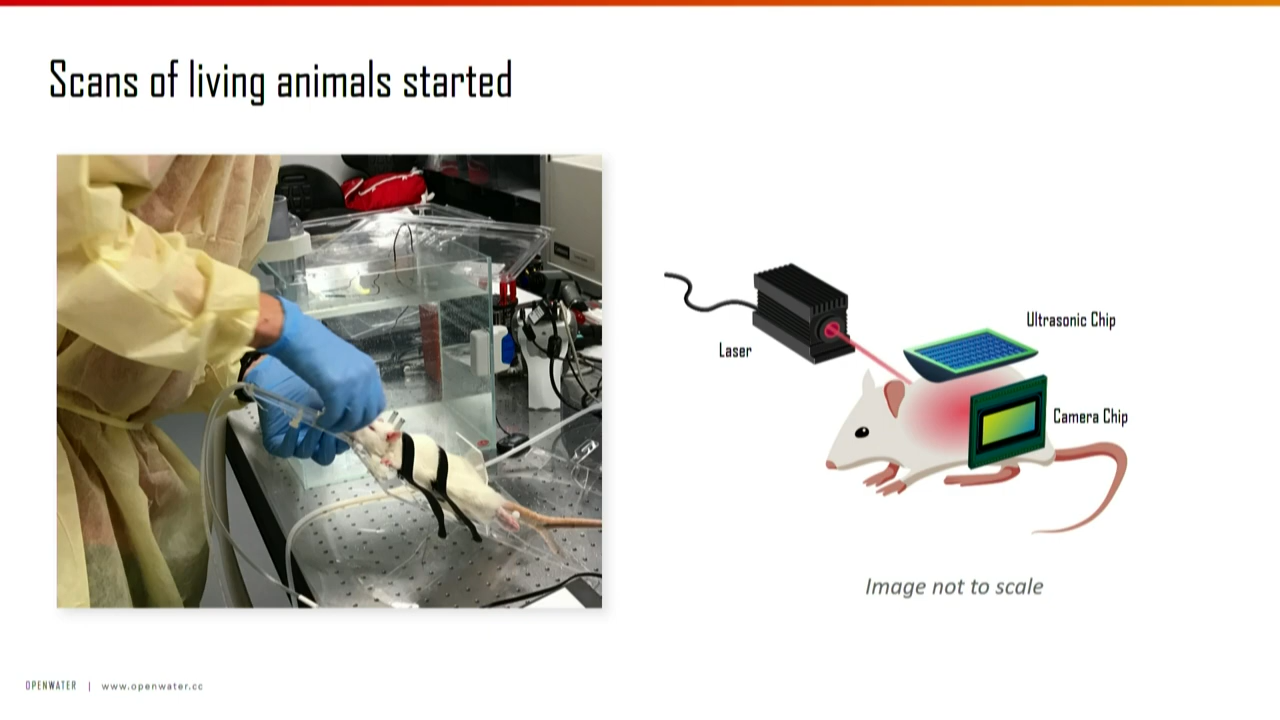 Scans of living animals started
Ultrasonic Chip
Laser
Camera Chip
Image not to scale
OPENWATER | www.openwater.cc